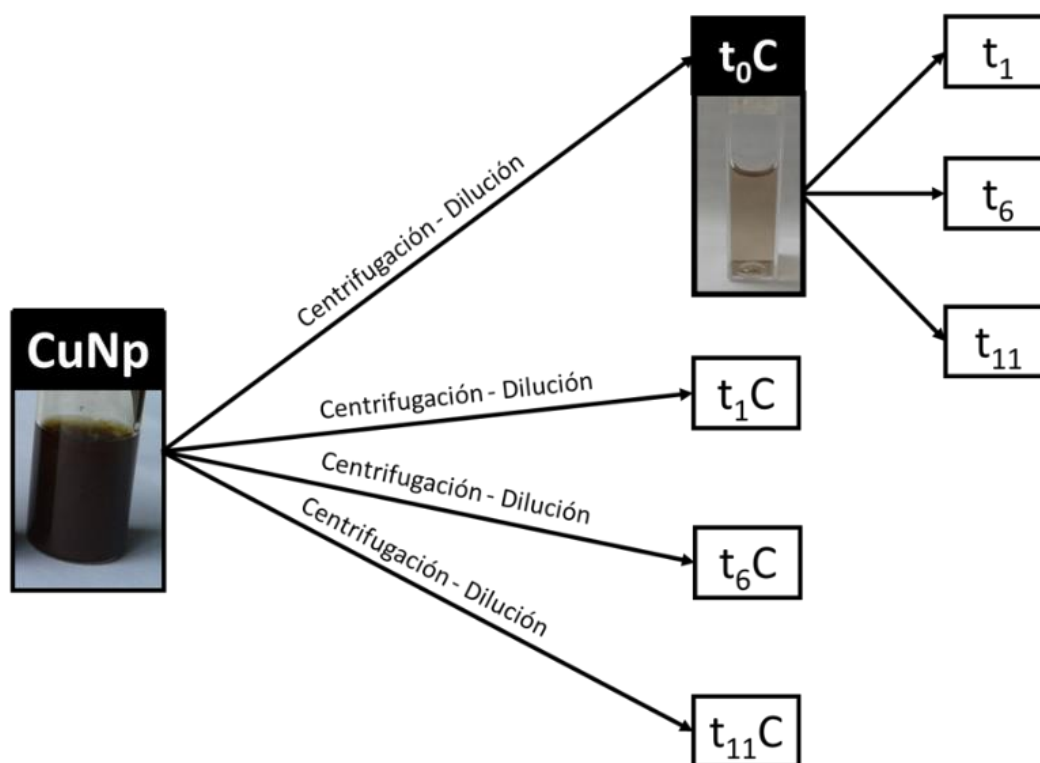 t₀C
t₁
t₆
t₁₁
Centrifugación - Dilución
CuNp
Centrifugación - Dilución
t₁C
Centrifugación - Dilución
t₆C
Centrifugación - Dilución
t₁₁C